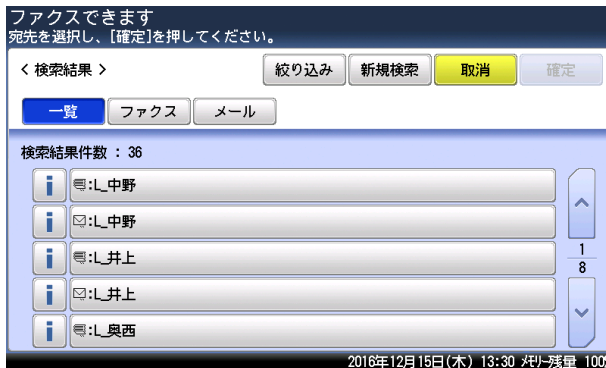 ファクスできます
宛先を選択し、[確定]を押してください。
< 検索結果 >
絞り込み
新規検索
取消
確定
一覧
ファクス
メール
検索結果件数 : 36
i :L_中野
i :L_中野
i :L_井上
i :L_井上
i :L_奥西
1
8
2016年12月15日(木) 13:30 メモリー残量 100